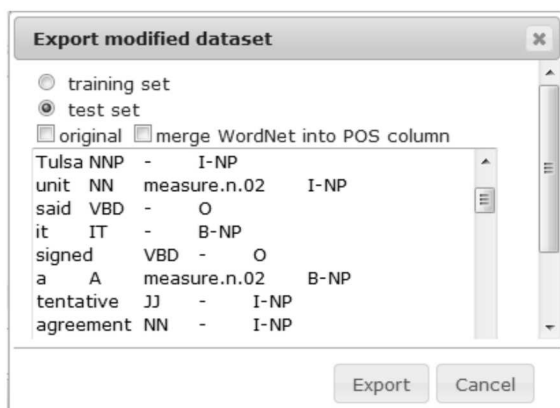 Export modified dataset
training set
test set
original merge WordNet into POS column
Tulsa NNP - I-NP
unit NN measure.n.02 I-NP
said VBD - O
it IT - B-NP
signed VBD - O
a A measure.n.02 B-NP
tentative JJ - I-NP
agreement NN - I-NP
Export Cancel